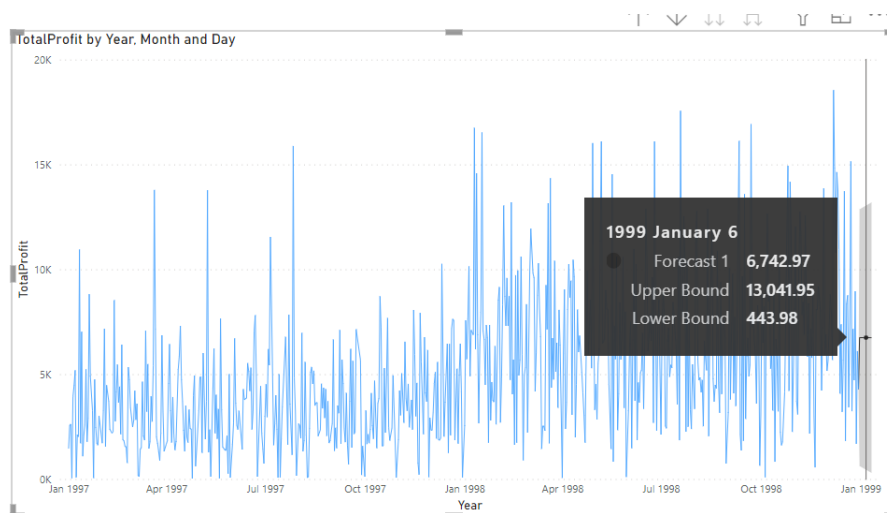 TotalProfit by Year, Month and Day
20K
15K
10K
5K
0K
TotalProfit
1999 January 6
Forecast 1 6,742.97
Upper Bound 13,041.95
Lower Bound 443.98
Jan 1997 Apr 1997 Jul 1997 Oct 1997 Jan 1998 Apr 1998 Jul 1998 Oct 1998 Jan 1999
Year